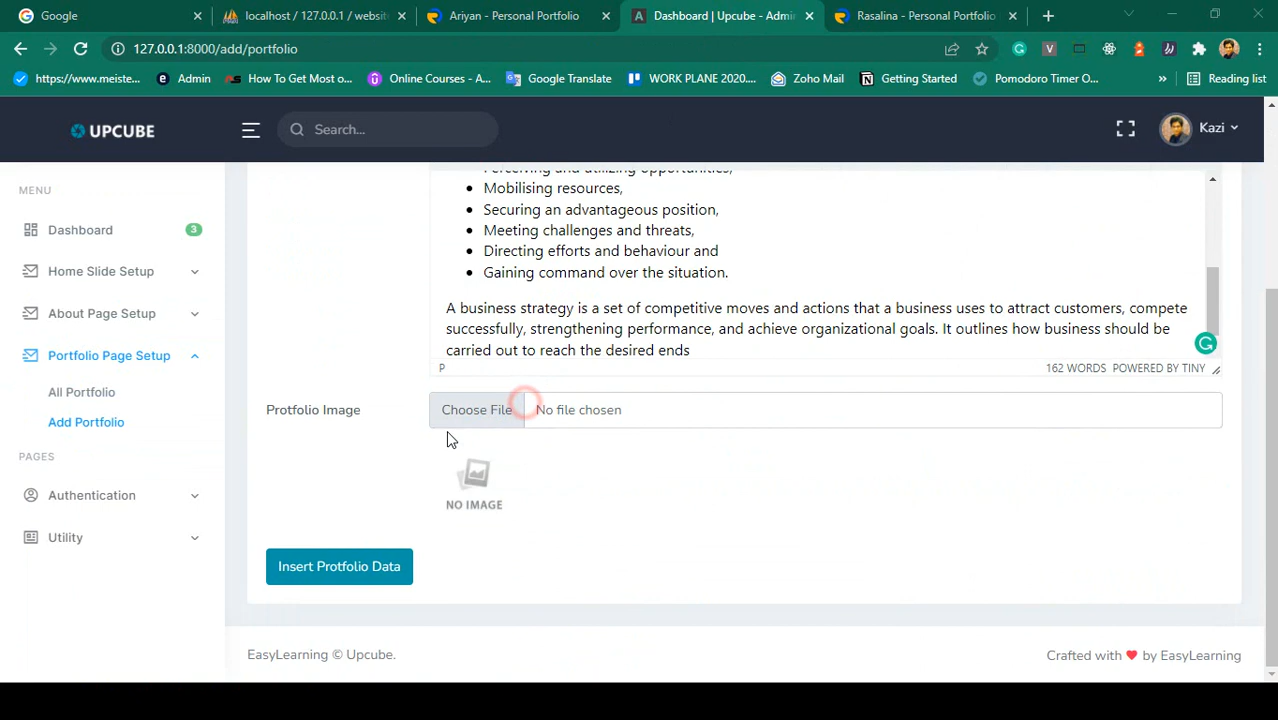 Google
localhost / 127.0.0.1 / websit
Ariyan - Personal Portfolio
Dashboard | Upcube - Admi
Rasalina - Personal Portfolio
127.0.0.1:8000/add/portfolio
https://www.meiste...
Admin
How To Get Most o...
Online Courses - A...
Google Translate
WORK PLANE 2020....
Zoho Mail
Getting Started
Pomodoro Timer O...
»
Reading list
UPCUBE
Search...
Kazi
MENU
Dashboard
3
Home Slide Setup
About Page Setup
Portfolio Page Setup
All Portfolio
Add Portfolio
PAGES
Authentication
Utility
Perceiving and utilizing opportunities,
Mobilising resources,
Securing an advantageous position,
Meeting challenges and threats,
Directing efforts and behaviour and
Gaining command over the situation.
A business strategy is a set of competitive moves and actions that a business uses to attract customers, compete
successfully, strengthening performance, and achieve organizational goals. It outlines how business should be
carried out to reach the desired ends
P
162 WORDS POWERED BY TINY
Protfolio Image
Choose File
No file chosen
NO IMAGE
Insert Protfolio Data
EasyLearning © Upcube.
Crafted with ❤ by EasyLearning